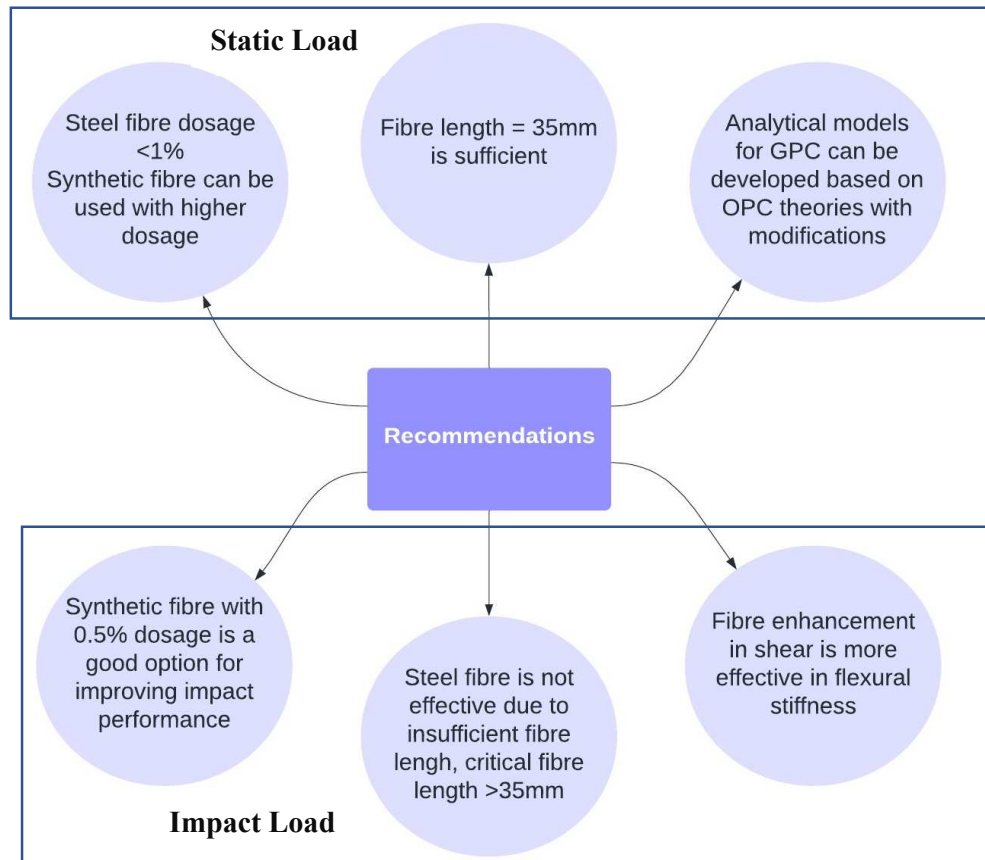 Static Load
Steel fibre dosage
<1%
Synthetic fibre can be
used with higher
dosage
Fibre length = 35mm
is sufficient
Analytical models
for GPC can be
developed based on
OPC theories with
modifications
Recommendations
Synthetic fibre with
0.5% dosage is a
good option for
improving impact
performance
Steel fibre is not
effective due to
insufficient fibre
lengh, critical fibre
length >35mm
Fibre enhancement
in shear is more
effective in flexural
stiffness
Impact Load